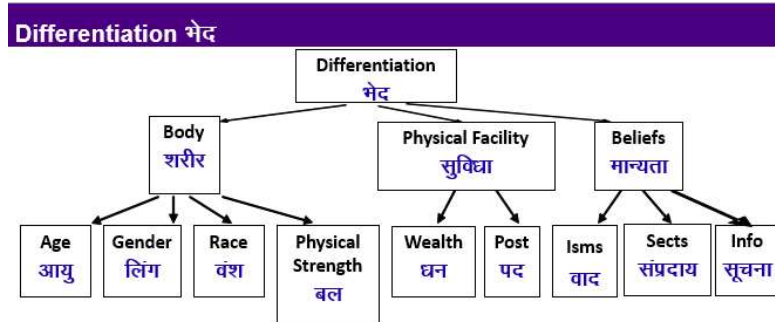 Differentiation भेद
Differentiation
भेद
Body
शरीर
Physical Facility
सुविधा
Beliefs
मान्यता
Age
आयु
Gender
लिंग
Race
वंश
Physical
Strength
बल
Wealth
धन
Post
पद
Isms
वाद
Sects
संप्रदाय
Info
सूचना